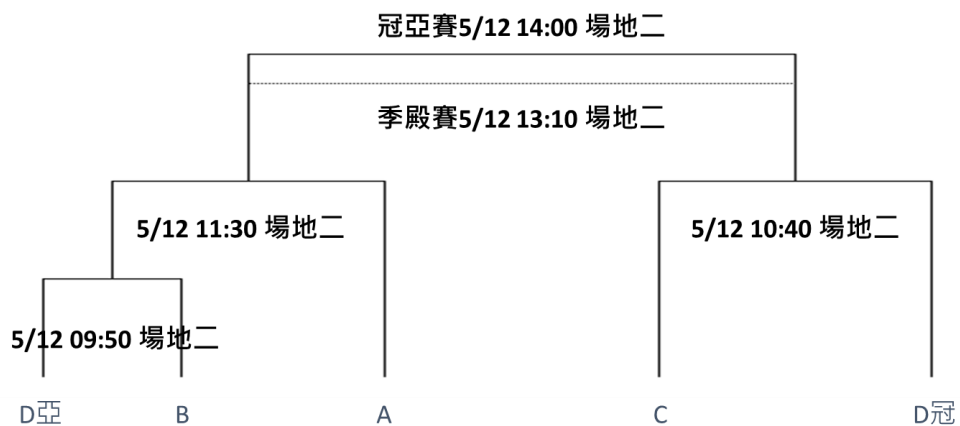 冠亞賽5/12 14:00 場地二
季殿賽5/12 13:10 場地二
5/12 11:30 場地二
5/12 10:40 場地二
5/12 09:50 場地二
D亞
B
A
C
D冠